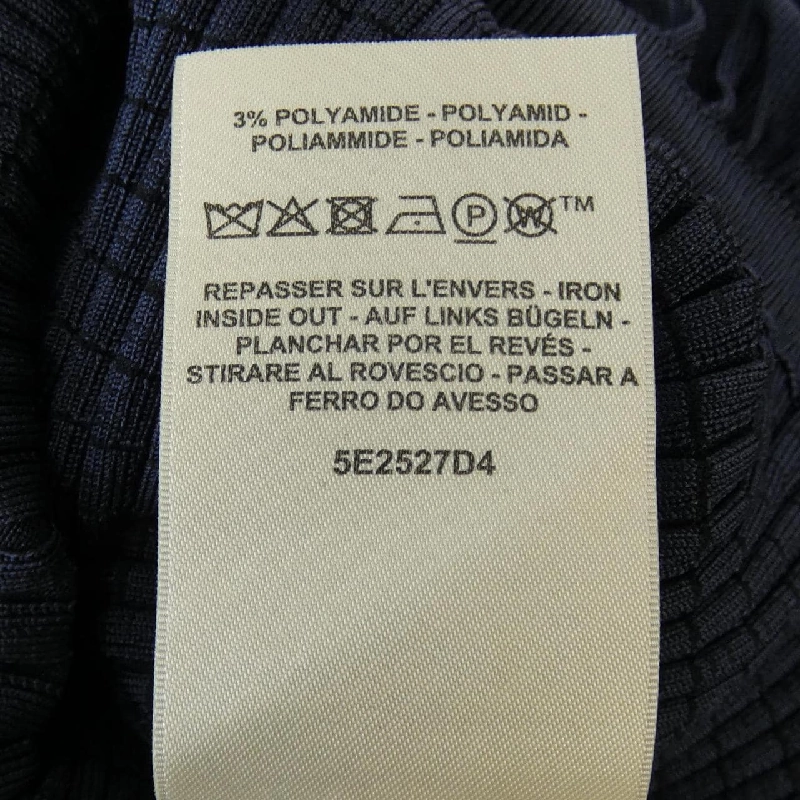 3% POLYAMIDE - POLYAMID -
POLIAMMIDE - POLIAMIDA
P W TM
REPASSER SUR L'ENVERS - IRON
INSIDE OUT - AUF LINKS BÜGELN -
PLANCHAR POR EL REVÉS -
STIRARE AL ROVESCIO - PASSAR A
FERRO DO AVESSO
5E2527D4